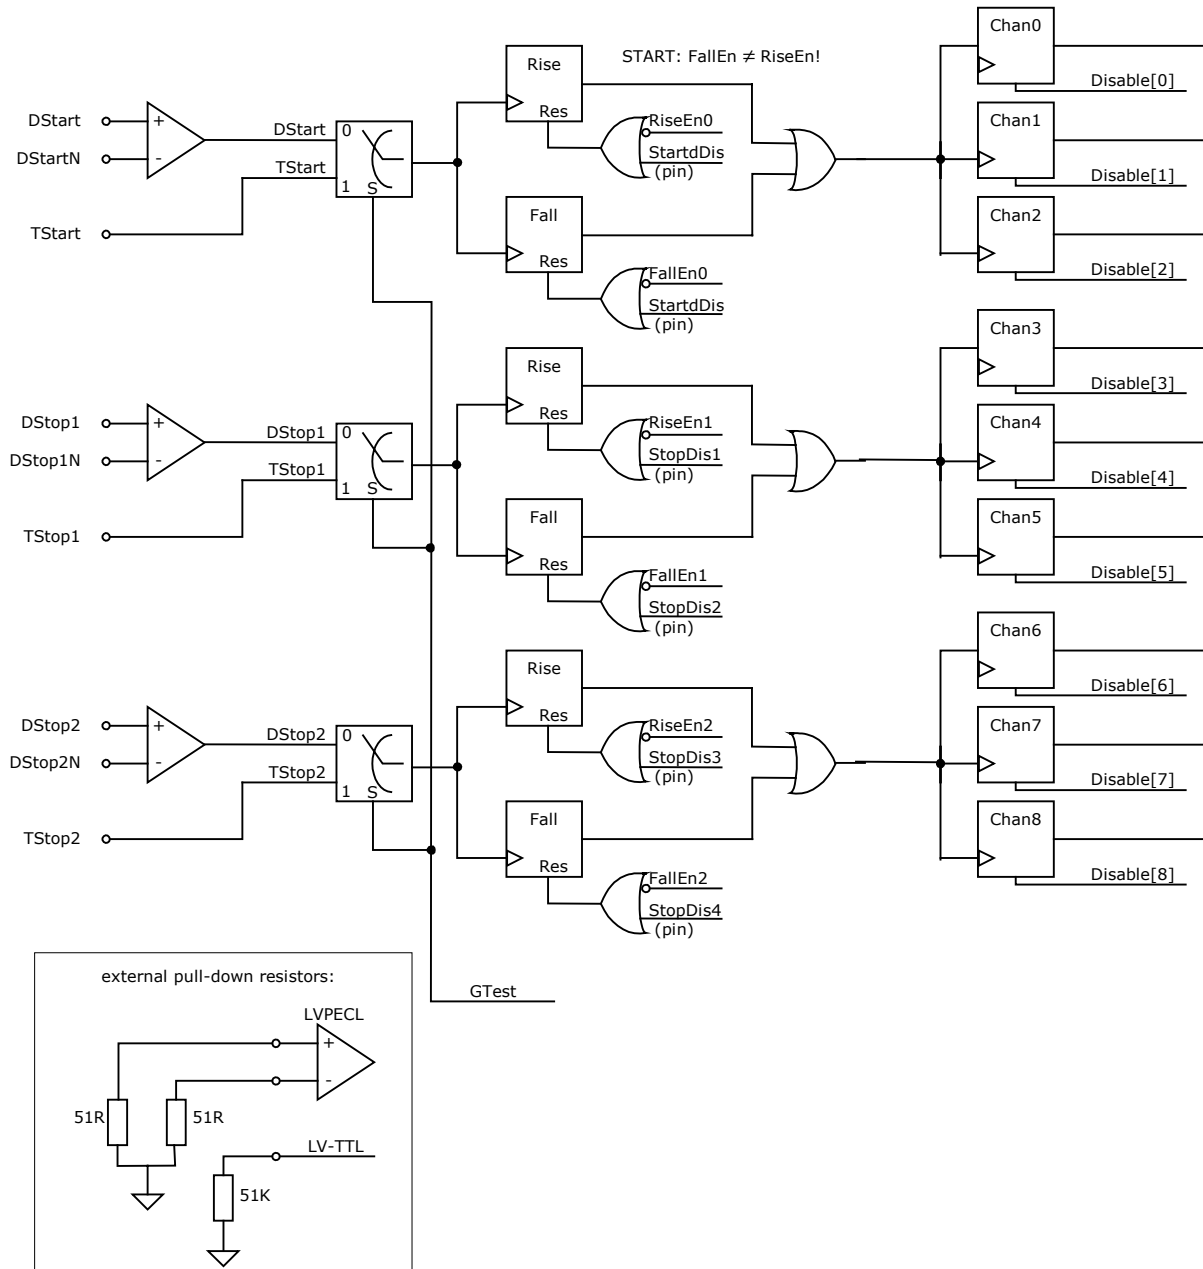 Chan0
Rise
START: FallEn ≠ RiseEn!
Disable[0]
Res
DStart
+
DStart
0
RiseEn0
Chan1
DStartN
-
TStart
StartdDis
1
S
(pin)
Disable[1]
Fall
Chan2
TStart
Res
FallEn0
Disable[2]
StartdDis
(pin)
Chan3
Rise
Disable[3]
Res
DStop1
+
DStop1
0
RiseEn1
Chan4
DStop1N
-
TStop1
StopDis1
1
S
(pin)
Disable[4]
Fall
Chan5
TStop1
Res
FallEn1
Disable[5]
StopDis2
(pin)
Chan6
Rise
Disable[6]
Res
DStop2
+
DStop2
0
RiseEn2
Chan7
DStop2N
-
TStop2
StopDis3
1
S
(pin)
Disable[7]
Fall
Chan8
TStop2
Res
FallEn2
Disable[8]
StopDis4
(pin)
external pull-down resistors:
GTest
LVPECL
+
-
51R
51R
LV-TTL
51K